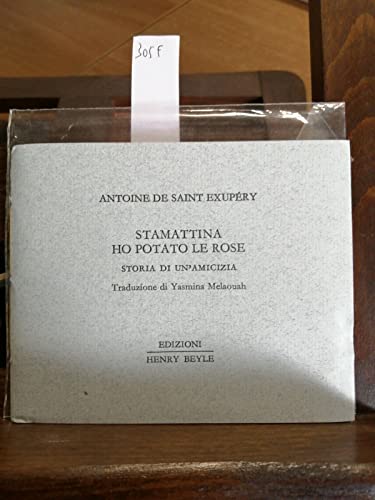 305 F
ANTOINE DE SAINT EXUPÉRY
STAMATTINA
HO POTATO LE ROSE
STORIA DI UN'AMICIZIA
Traduzione di Yasmina Melaouah
EDIZIONI
HENRY BEYLE